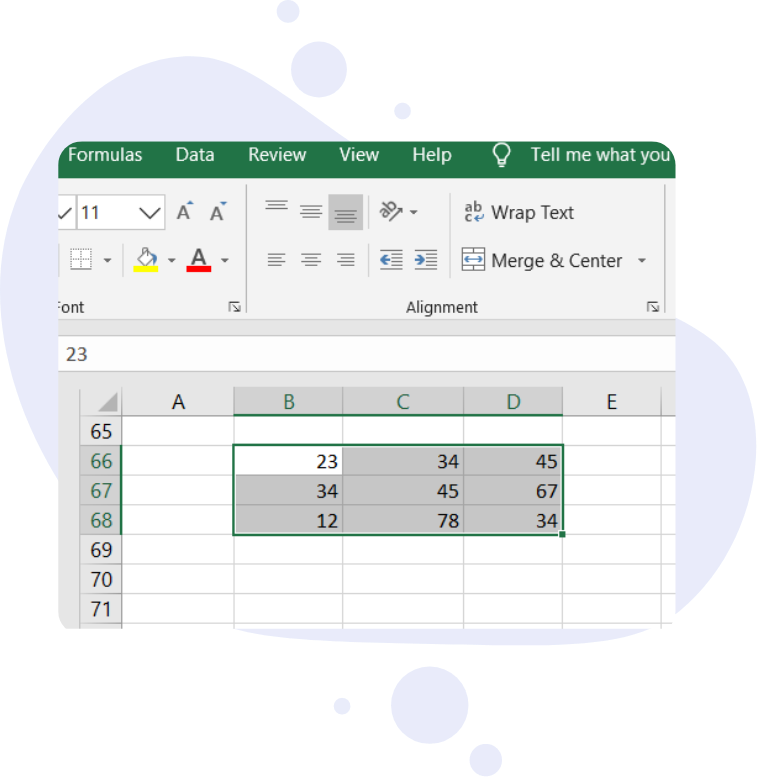 Formulas Data Review View Help Tell me what you
11 A A ab c Wrap Text
A Merge & Center
Font Alignment
23
A B C D E
65
66 23 34 45
67 34 45 67
68 12 78 34
69
70
71